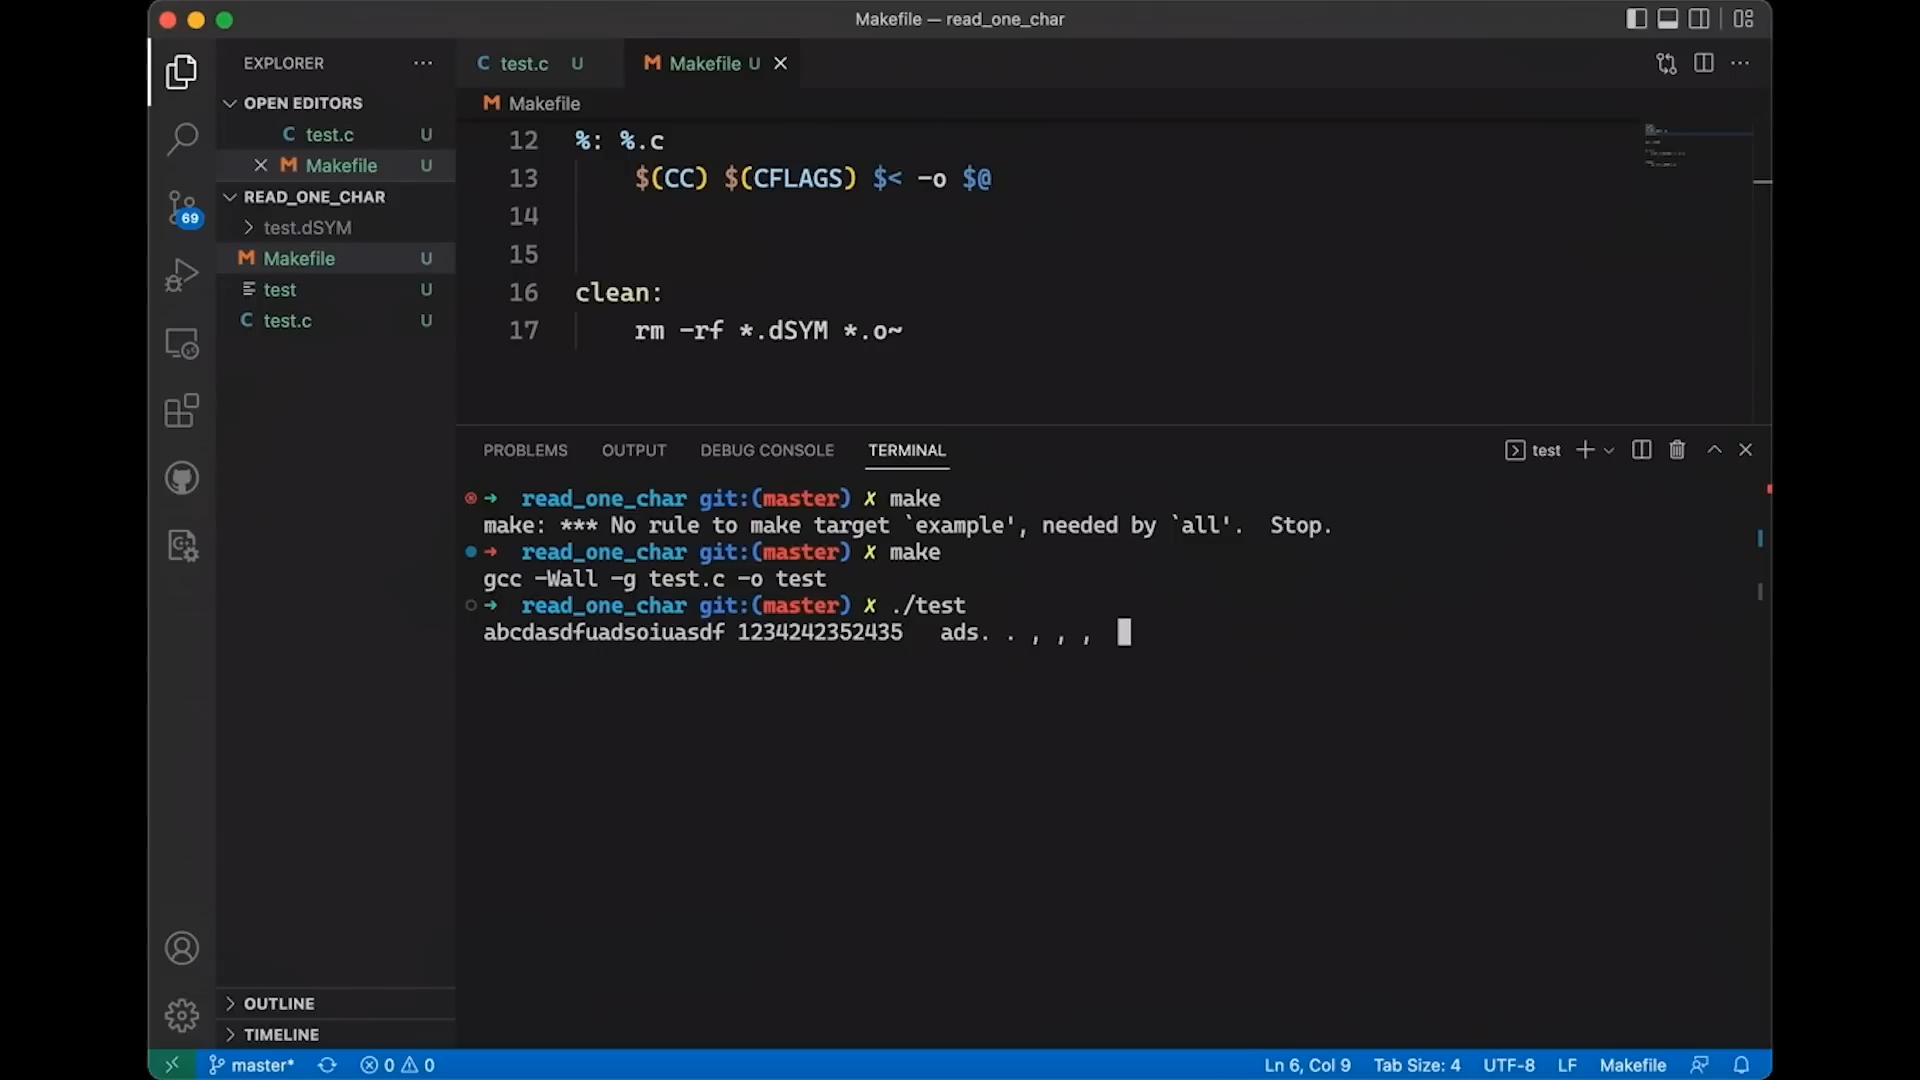 Makefile — read_one_char
EXPLORER
C test.c U
M Makefile U
OPEN EDITORS
C test.c U
M Makefile U
READ_ONE_CHAR
test.dSYM
M Makefile U
test U
C test.c U
69
M Makefile
12 %: %.c
13 $(CC) $(CFLAGS) $< -o $@
14
15
16 clean:
17 rm -rf *.dSYM *.o~
PROBLEMS OUTPUT DEBUG CONSOLE TERMINAL
test
➜ read_one_char git:(master) ✗ make
make: *** No rule to make target `example', needed by `all'. Stop.
➜ read_one_char git:(master) ✗ make
gcc -Wall -g test.c -o test
➜ read_one_char git:(master) ✗ ./test
abcdasdfuadsoiuasdf 1234242352435 ads. . , , ,
OUTLINE
TIMELINE
master* 0 0 Ln 6, Col 9 Tab Size: 4 UTF-8 LF Makefile